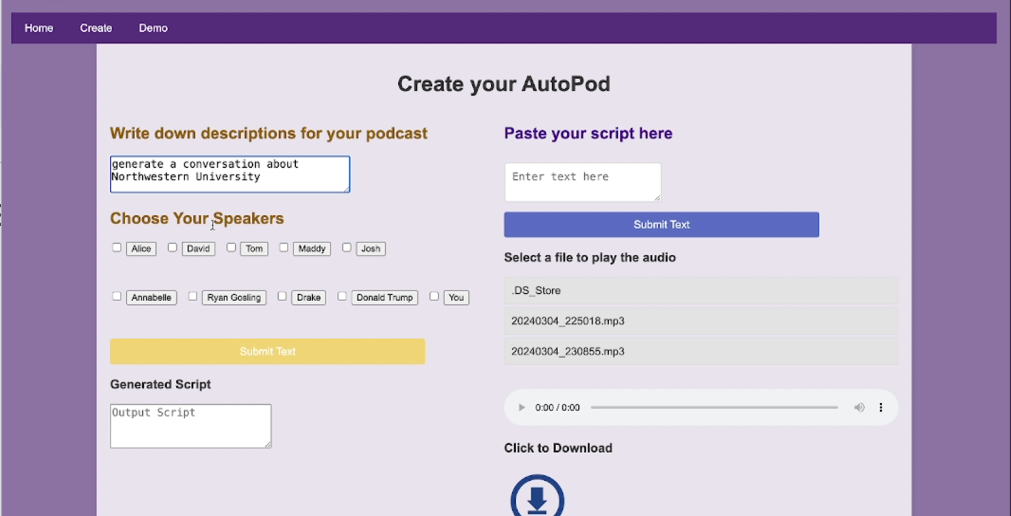 Home Create Demo
Create your AutoPod
Write down descriptions for your podcast
generate a conversation about
Northwestern University
Choose Your Speakers
Alice David Tom Maddy Josh
Annabelle Ryan Gosling Drake Donald Trump You
Submit Text
Generated Script
Output Script
Paste your script here
Enter text here
Submit Text
Select a file to play the audio
.DS_Store
20240304_225018.mp3
20240304_230855.mp3
0:00 / 0:00
Click to Download